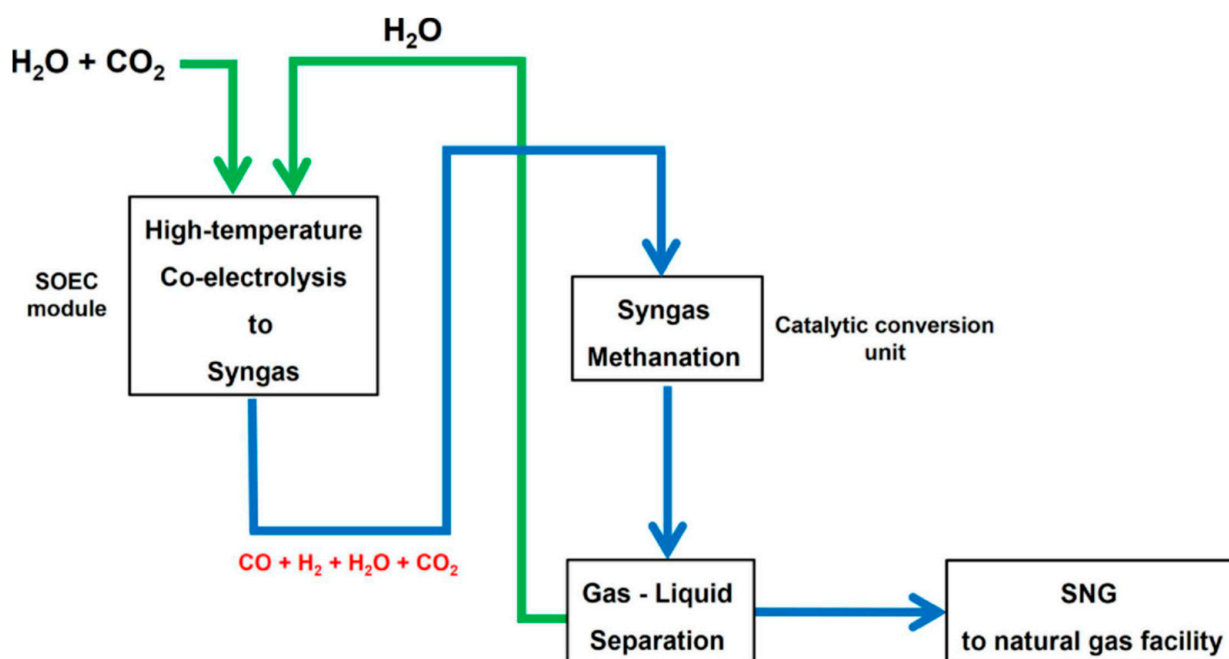 H₂O + CO₂
H₂O
High-temperature
Co-electrolysis
to
Syngas
SOEC
module
Syngas
Methanation
Catalytic conversion
unit
CO + H₂ + H₂O + CO₂
Gas - Liquid
Separation
SNG
to natural gas facility